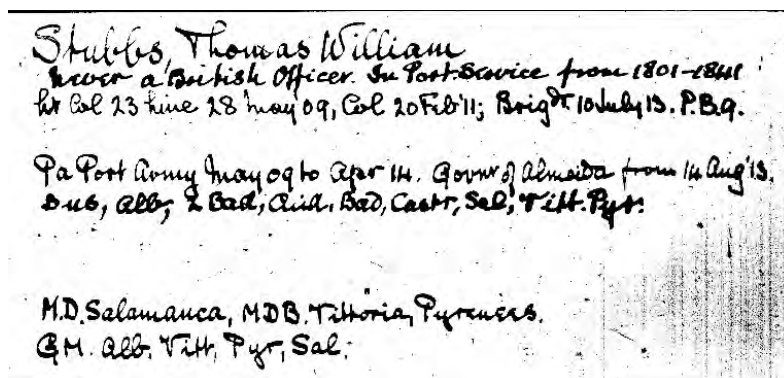 Stubbs, Thomas William
Never a British Officer. In Port. Service from 1801-1841
Lt Col 23 Line 28 May 09, Col 20 Feb '11; Brigdr 10 July 13. P.B.9.
Pa Port Army May 09 to Apr 14. Govnr of Almeida from 14 Aug '13.
Bus, Alb, 2 Bad, Ciud, Bad, Castr, Sal, Vitt. Pyr.
M.D. Salamanca, MDB. Vittoria, Pyrenees.
G.M. Alb, Vitt, Pyr, Sal;